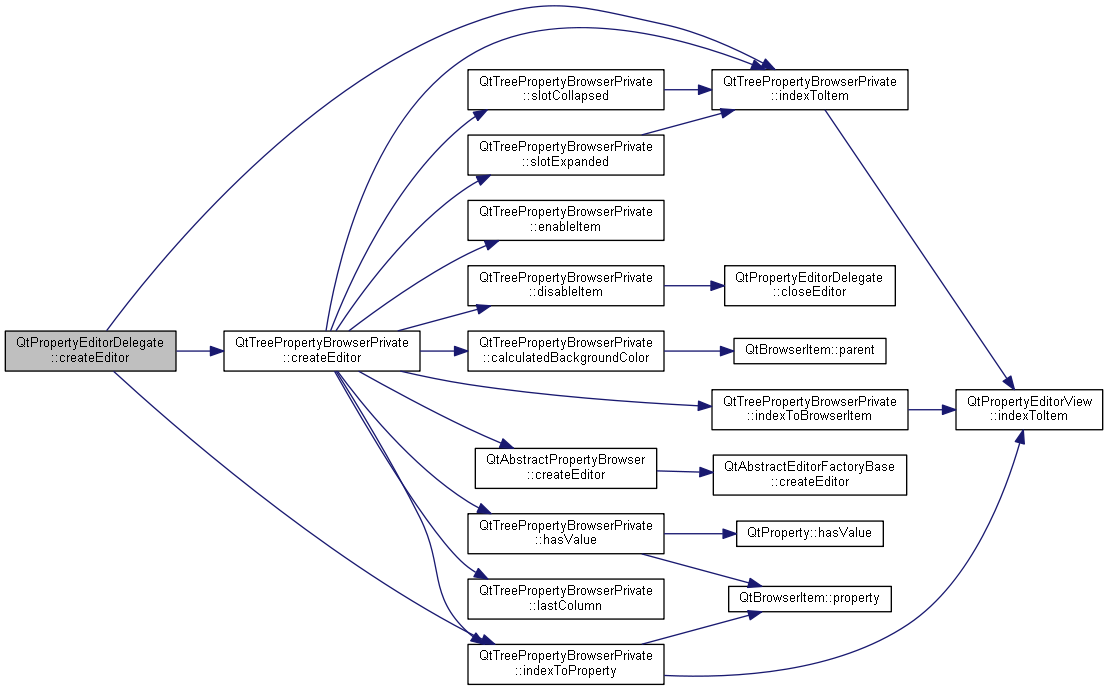 QtPropertyEditorDelegate
::createEditor
QtTreePropertyBrowserPrivate
::createEditor
QtTreePropertyBrowserPrivate
::slotCollapsed
QtTreePropertyBrowserPrivate
::slotExpanded
QtTreePropertyBrowserPrivate
::enableItem
QtTreePropertyBrowserPrivate
::disableItem
QtTreePropertyBrowserPrivate
::calculatedBackgroundColor
QtAbstractPropertyBrowser
::createEditor
QtTreePropertyBrowserPrivate
::hasValue
QtTreePropertyBrowserPrivate
::lastColumn
QtTreePropertyBrowserPrivate
::indexToProperty
QtTreePropertyBrowserPrivate
::indexToItem
QtPropertyEditorDelegate
::closeEditor
QtBrowserItem::parent
QtTreePropertyBrowserPrivate
::indexToBrowserItem
QtAbstractEditorFactoryBase
::createEditor
QtProperty::hasValue
QtBrowserItem::property
QtPropertyEditorView
::indexToItem